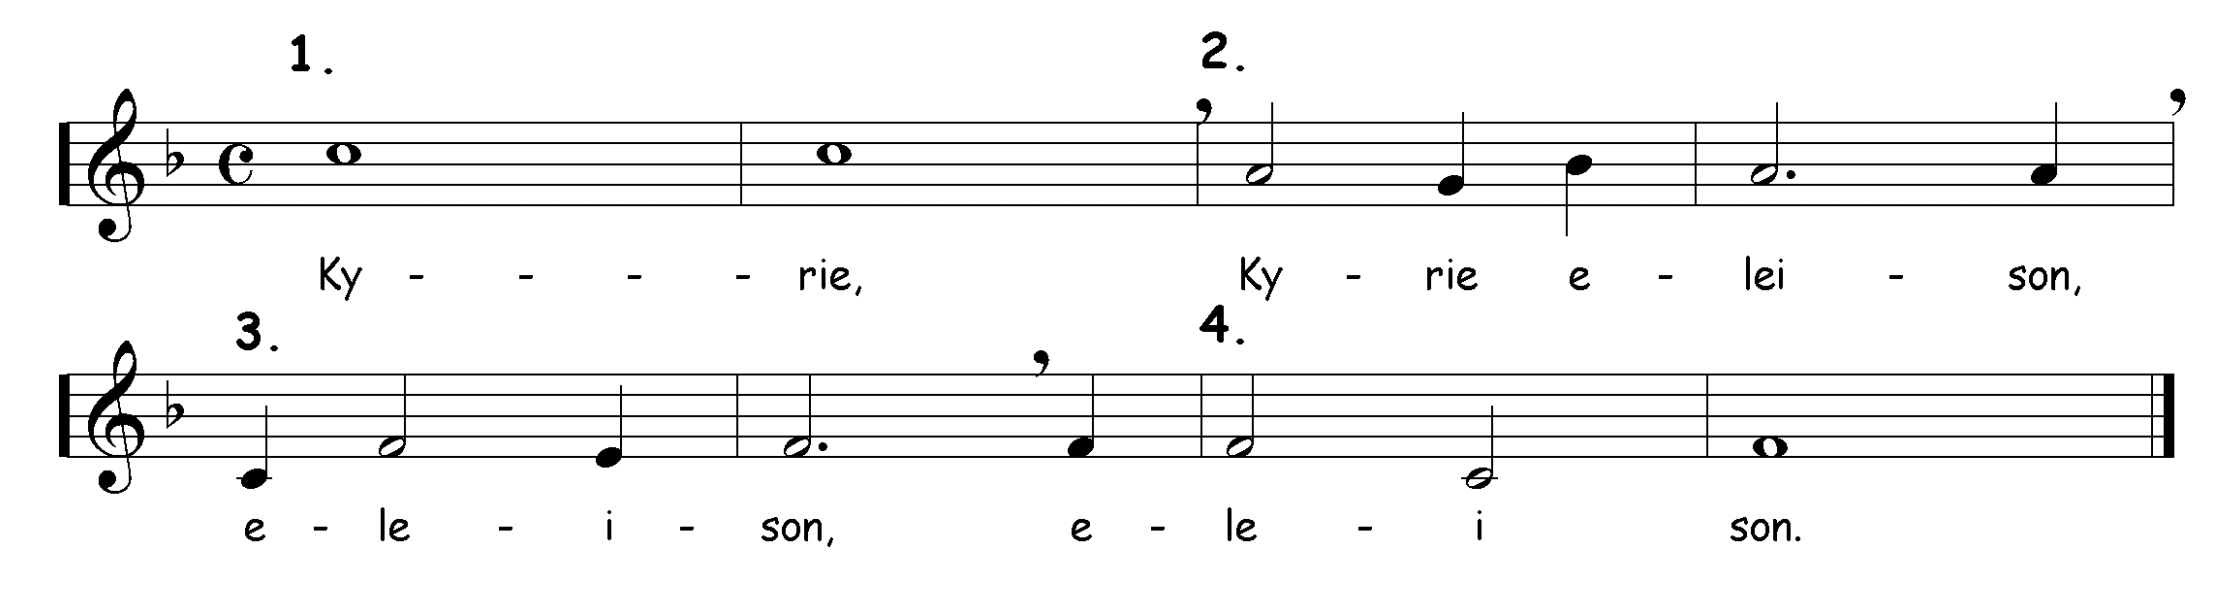 1. 2.
Ky - - - - rie, Ky - rie e - lei - son,
3. 4.
e - le - i - son, e - le - i son.